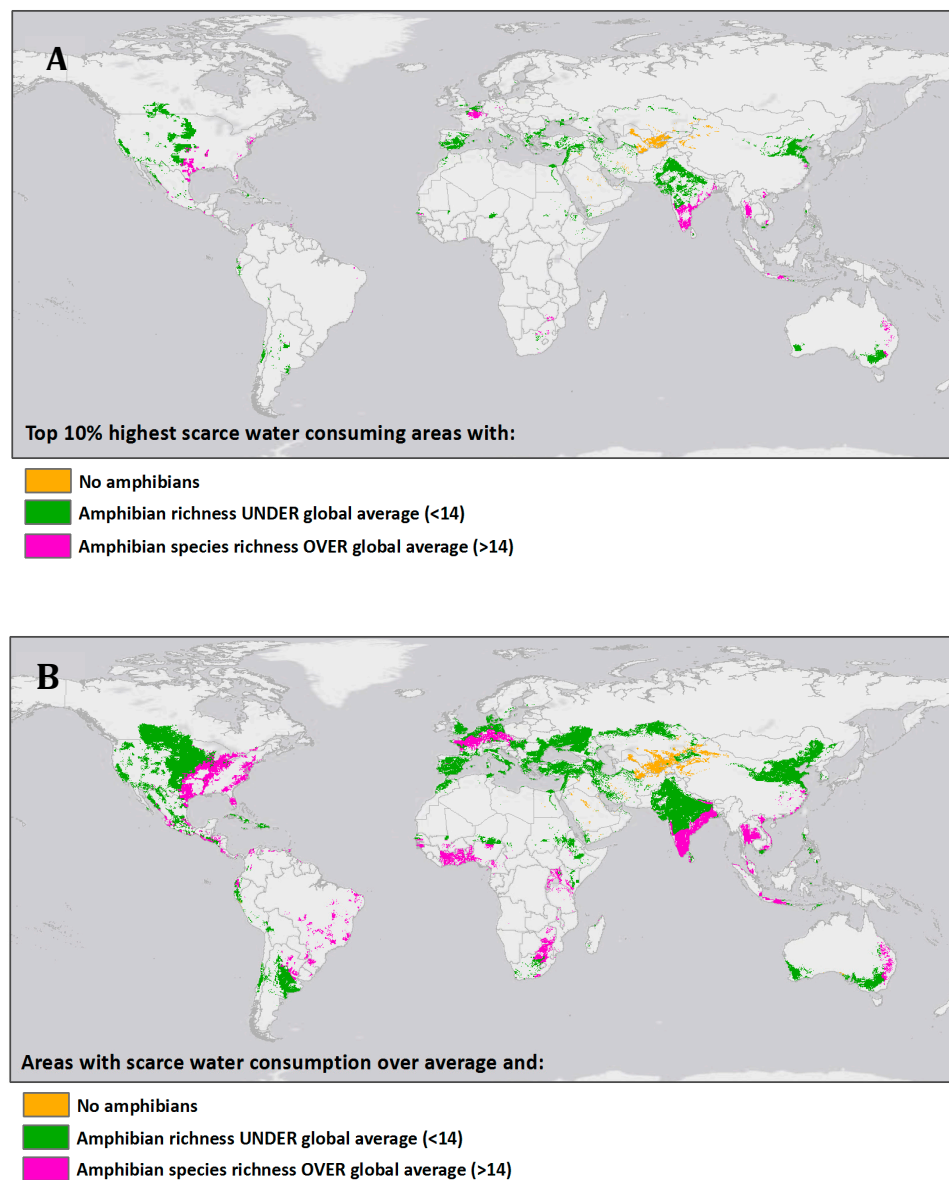 A
Top 10% highest scarce water consuming areas with:
No amphibians
Amphibian richness UNDER global average (<14)
Amphibian species richness OVER global average (>14)
B
Areas with scarce water consumption over average and:
No amphibians
Amphibian richness UNDER global average (<14)
Amphibian species richness OVER global average (>14)